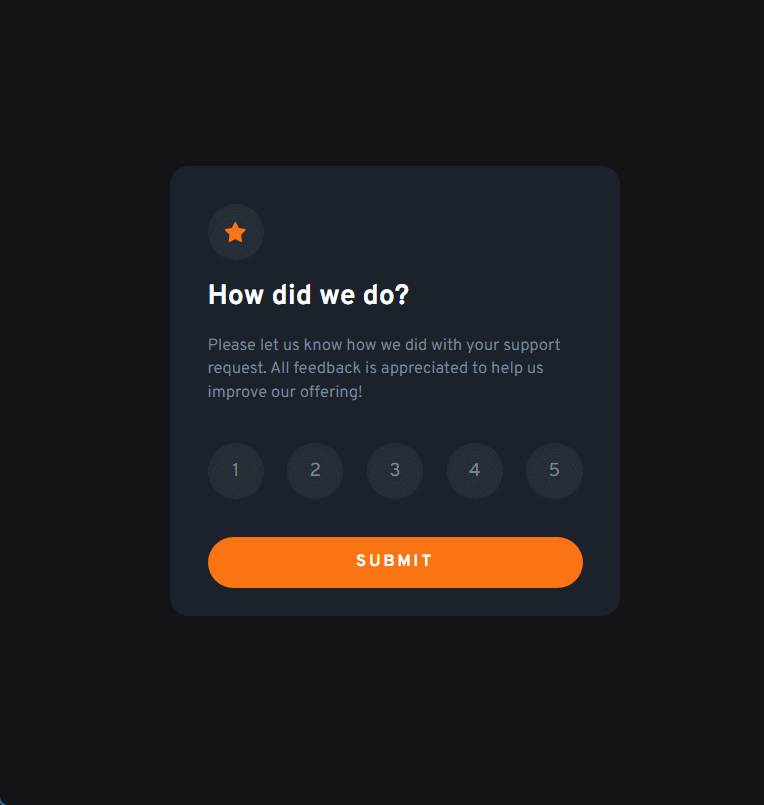 How did we do?
Please let us know how we did with your support
request. All feedback is appreciated to help us
improve our offering!
1 2 3 4 5
SUBMIT